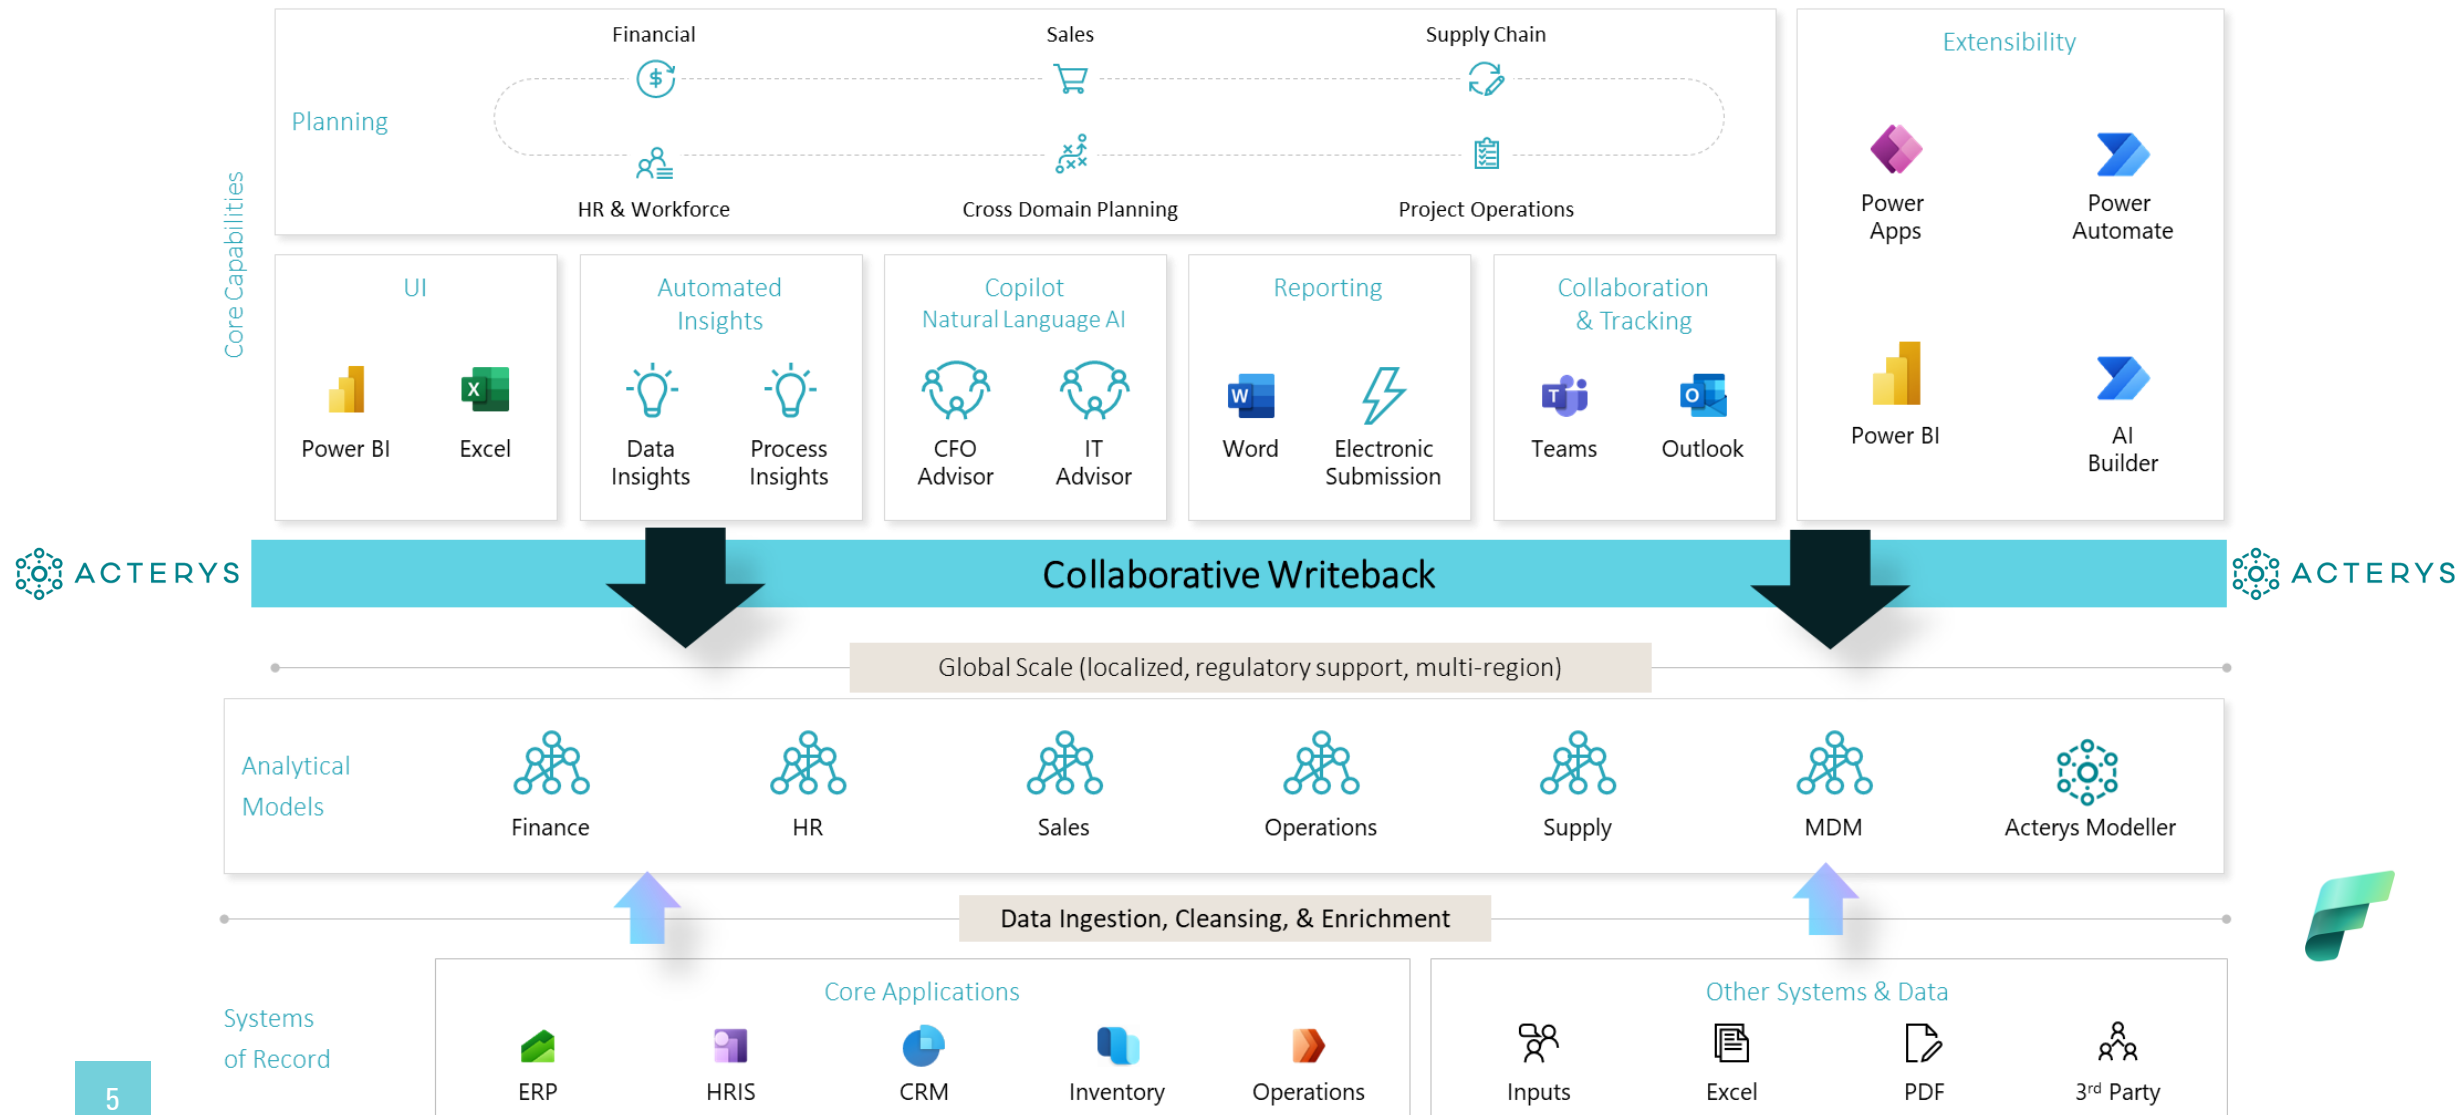 Financial
Sales
Supply Chain
Planning
HR & Workforce
Cross Domain Planning
Project Operations
Extensibility
Power
Apps
Power
Automate
Power BI
AI
Builder
Core Capabilities
UI
Power BI
Excel
Automated
Insights
Data
Insights
Process
Insights
Copilot
Natural Language AI
CFO
Advisor
IT
Advisor
Reporting
W
Word
Electronic
Submission
Collaboration
& Tracking
T
Teams
O
Outlook
X
ACTERYS
Collaborative Writeback
ACTERYS
Global Scale (localized, regulatory support, multi-region)
Analytical
Models
Finance
HR
Sales
Operations
Supply
MDM
Acterys Modeller
Data Ingestion, Cleansing, & Enrichment
Systems
of Record
Core Applications
ERP
HRIS
CRM
Inventory
Operations
Other Systems & Data
Inputs
Excel
PDF
3rd Party
5